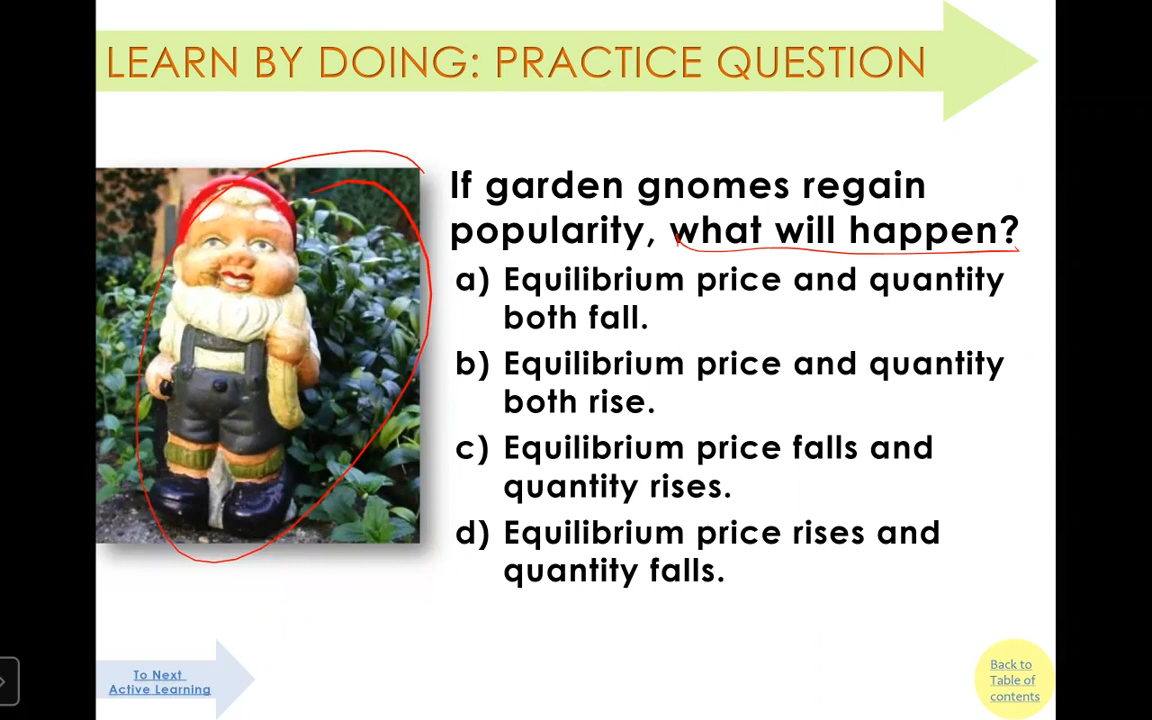 LEARN BY DOING: PRACTICE QUESTION
If garden gnomes regain
popularity, what will happen?
a) Equilibrium price and quantity
both fall.
b) Equilibrium price and quantity
both rise.
c) Equilibrium price falls and
quantity rises.
d) Equilibrium price rises and
quantity falls.
To Next
Active Learning
Back to
Table of
contents